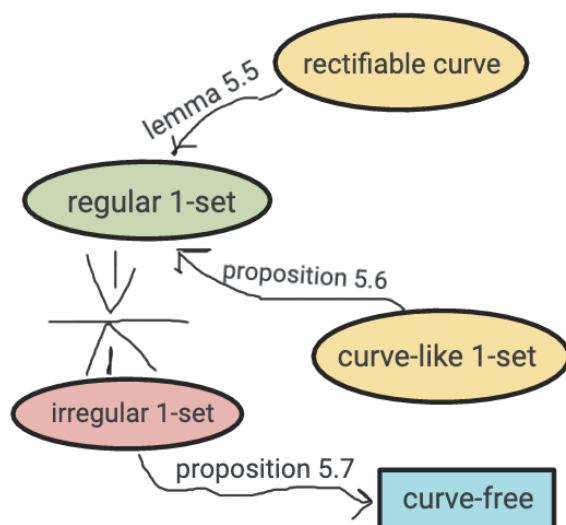 rectifiable curve
lemma 5.5
regular 1-set
proposition 5.6
curve-like 1-set
irregular 1-set
proposition 5.7
curve-free